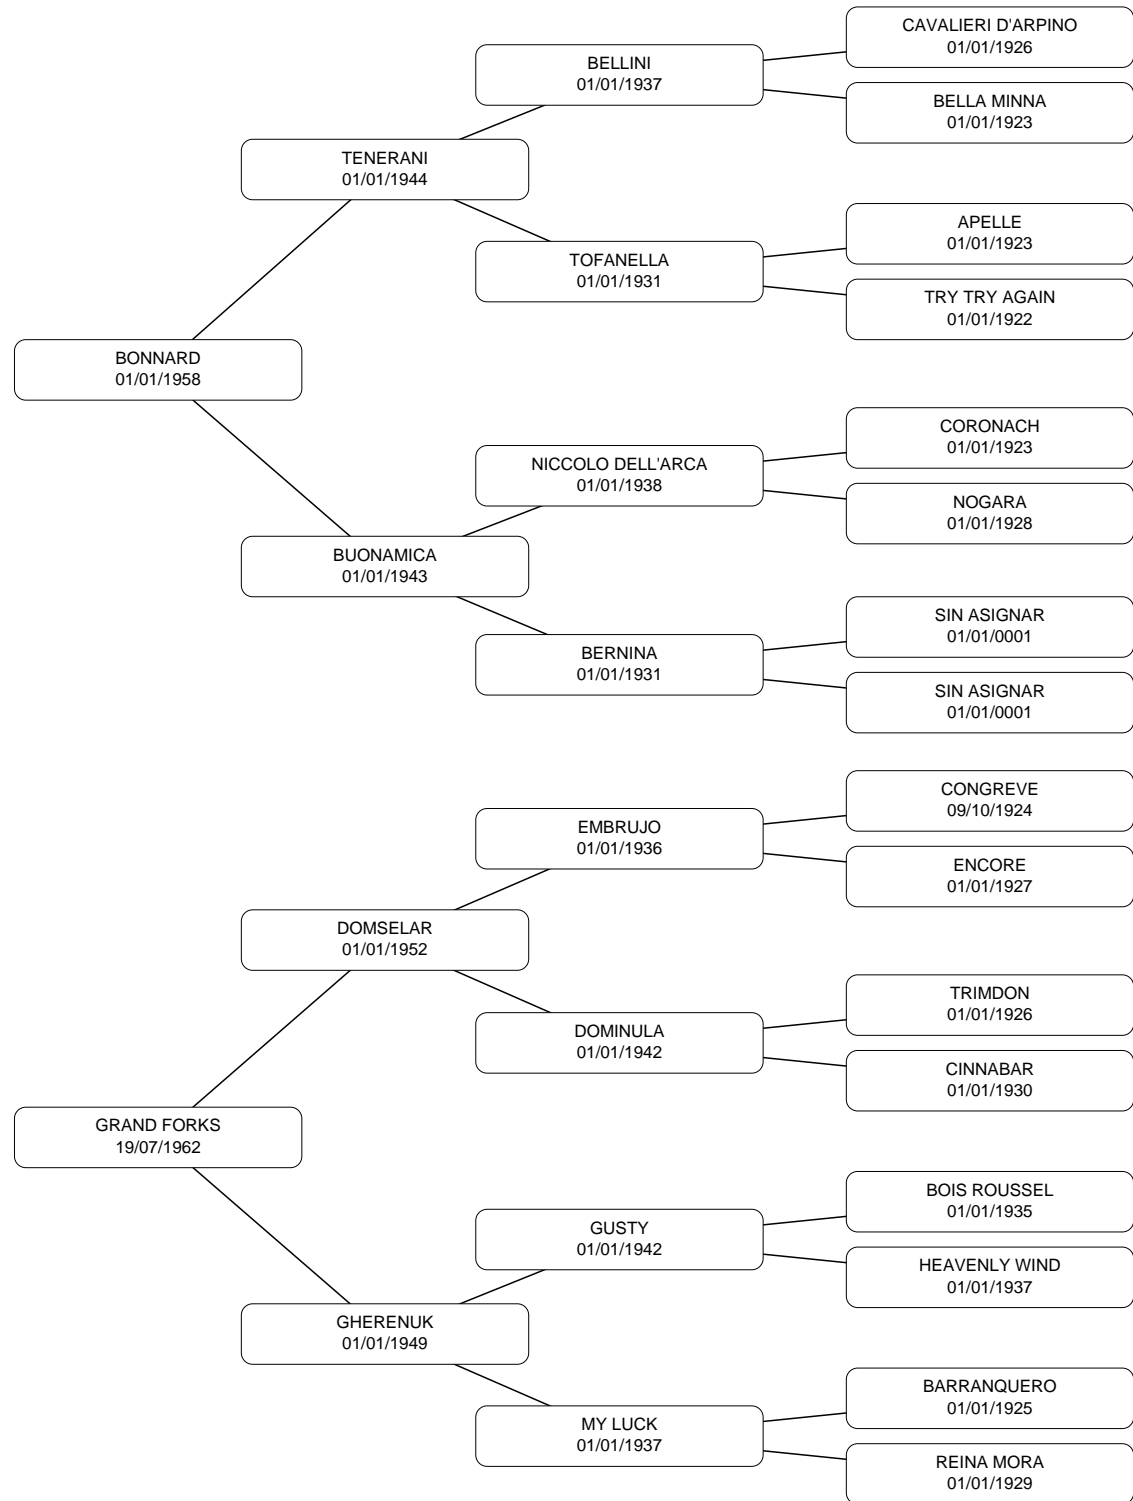 CAVALIERI D'ARPINO
01/01/1926
BELLINI
01/01/1937
BELLA MINNA
01/01/1923
TENERANI
01/01/1944
APELLE
01/01/1923
TOFANELLA
01/01/1931
TRY TRY AGAIN
01/01/1922
BONNARD
01/01/1958
CORONACH
01/01/1923
NICCOLO DELL'ARCA
01/01/1938
NOGARA
01/01/1928
BUONAMICA
01/01/1943
SIN ASIGNAR
01/01/0001
BERNINA
01/01/1931
SIN ASIGNAR
01/01/0001
CONGREVE
09/10/1924
EMBRUJO
01/01/1936
ENCORE
01/01/1927
DOMSELAR
01/01/1952
TRIMDON
01/01/1926
DOMINULA
01/01/1942
CINNABAR
01/01/1930
GRAND FORKS
19/07/1962
BOIS ROUSSEL
01/01/1935
GUSTY
01/01/1942
HEAVENLY WIND
01/01/1937
GHERENUK
01/01/1949
BARRANQUERO
01/01/1925
MY LUCK
01/01/1937
REINA MORA
01/01/1929